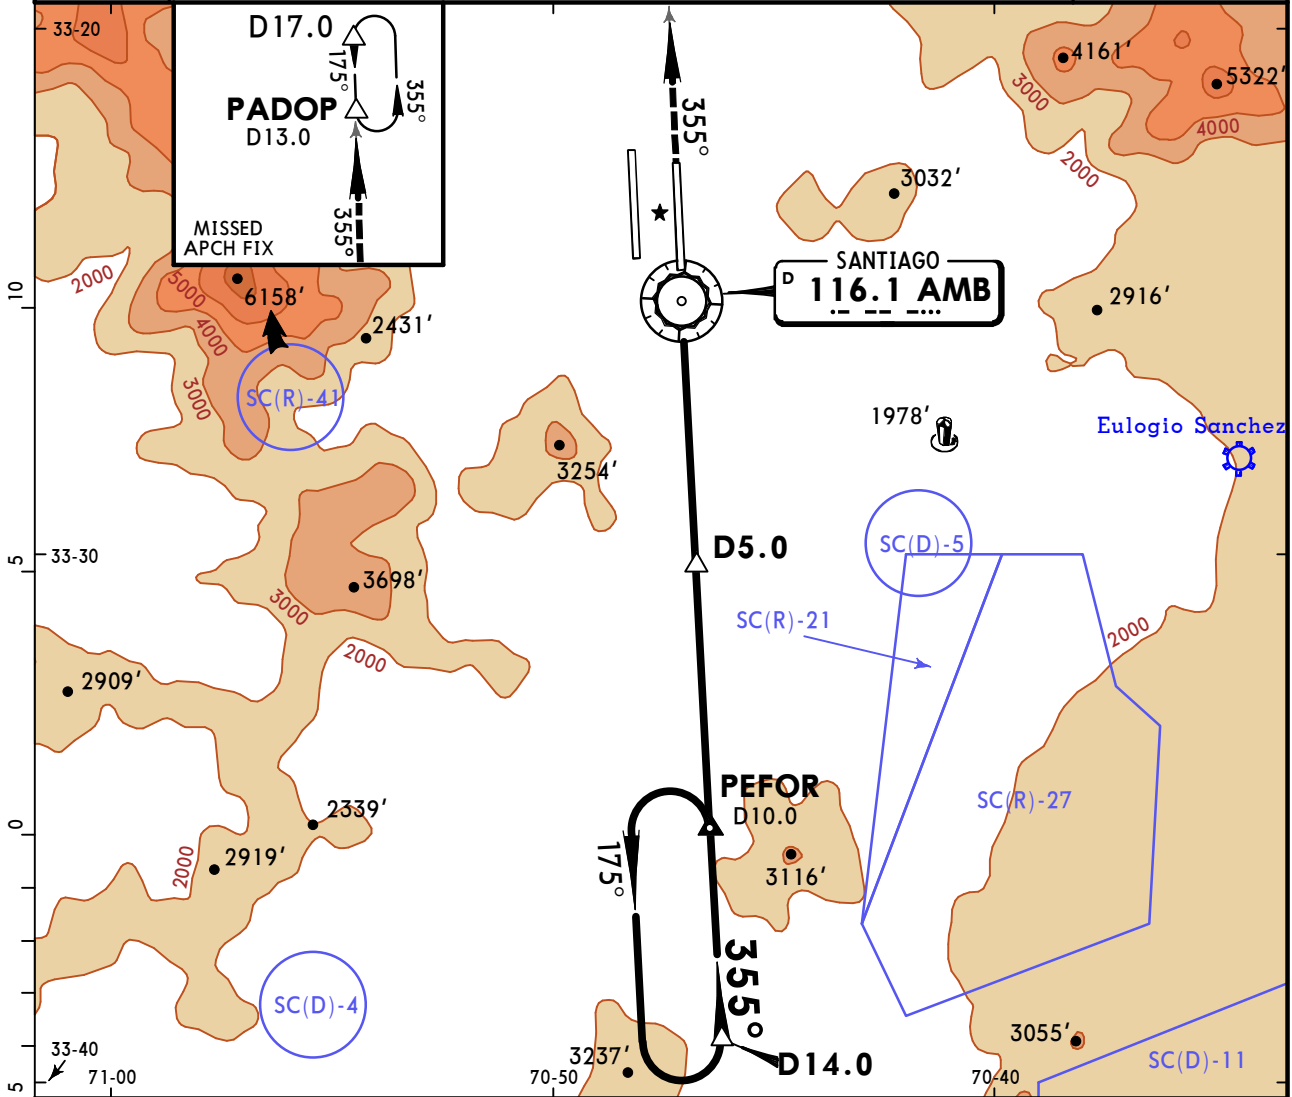 33-20
D17.0
175°
355°
PADOP
D13.0
355°
MISSED
APCH FIX
355°
4161'
5322'
3000
4000
2000
3032'
SANTIAGO
D 116.1 AMB
2916'
2000
5000
6158'
4000
2431'
3000
SC(R)-41
10
1978'
Eulogio Sanchez
3254'
D5.0
SC(D)-5
33-30
5
3698'
3000
SC(R)-21
2000
2000
2909'
PEFOR
D10.0
SC(R)-27
2339'
0
2919'
2000
175°
3116'
355°
SC(D)-4
3055'
3237'
D14.0
SC(D)-11
33-40
5
71-00
70-50
70-40